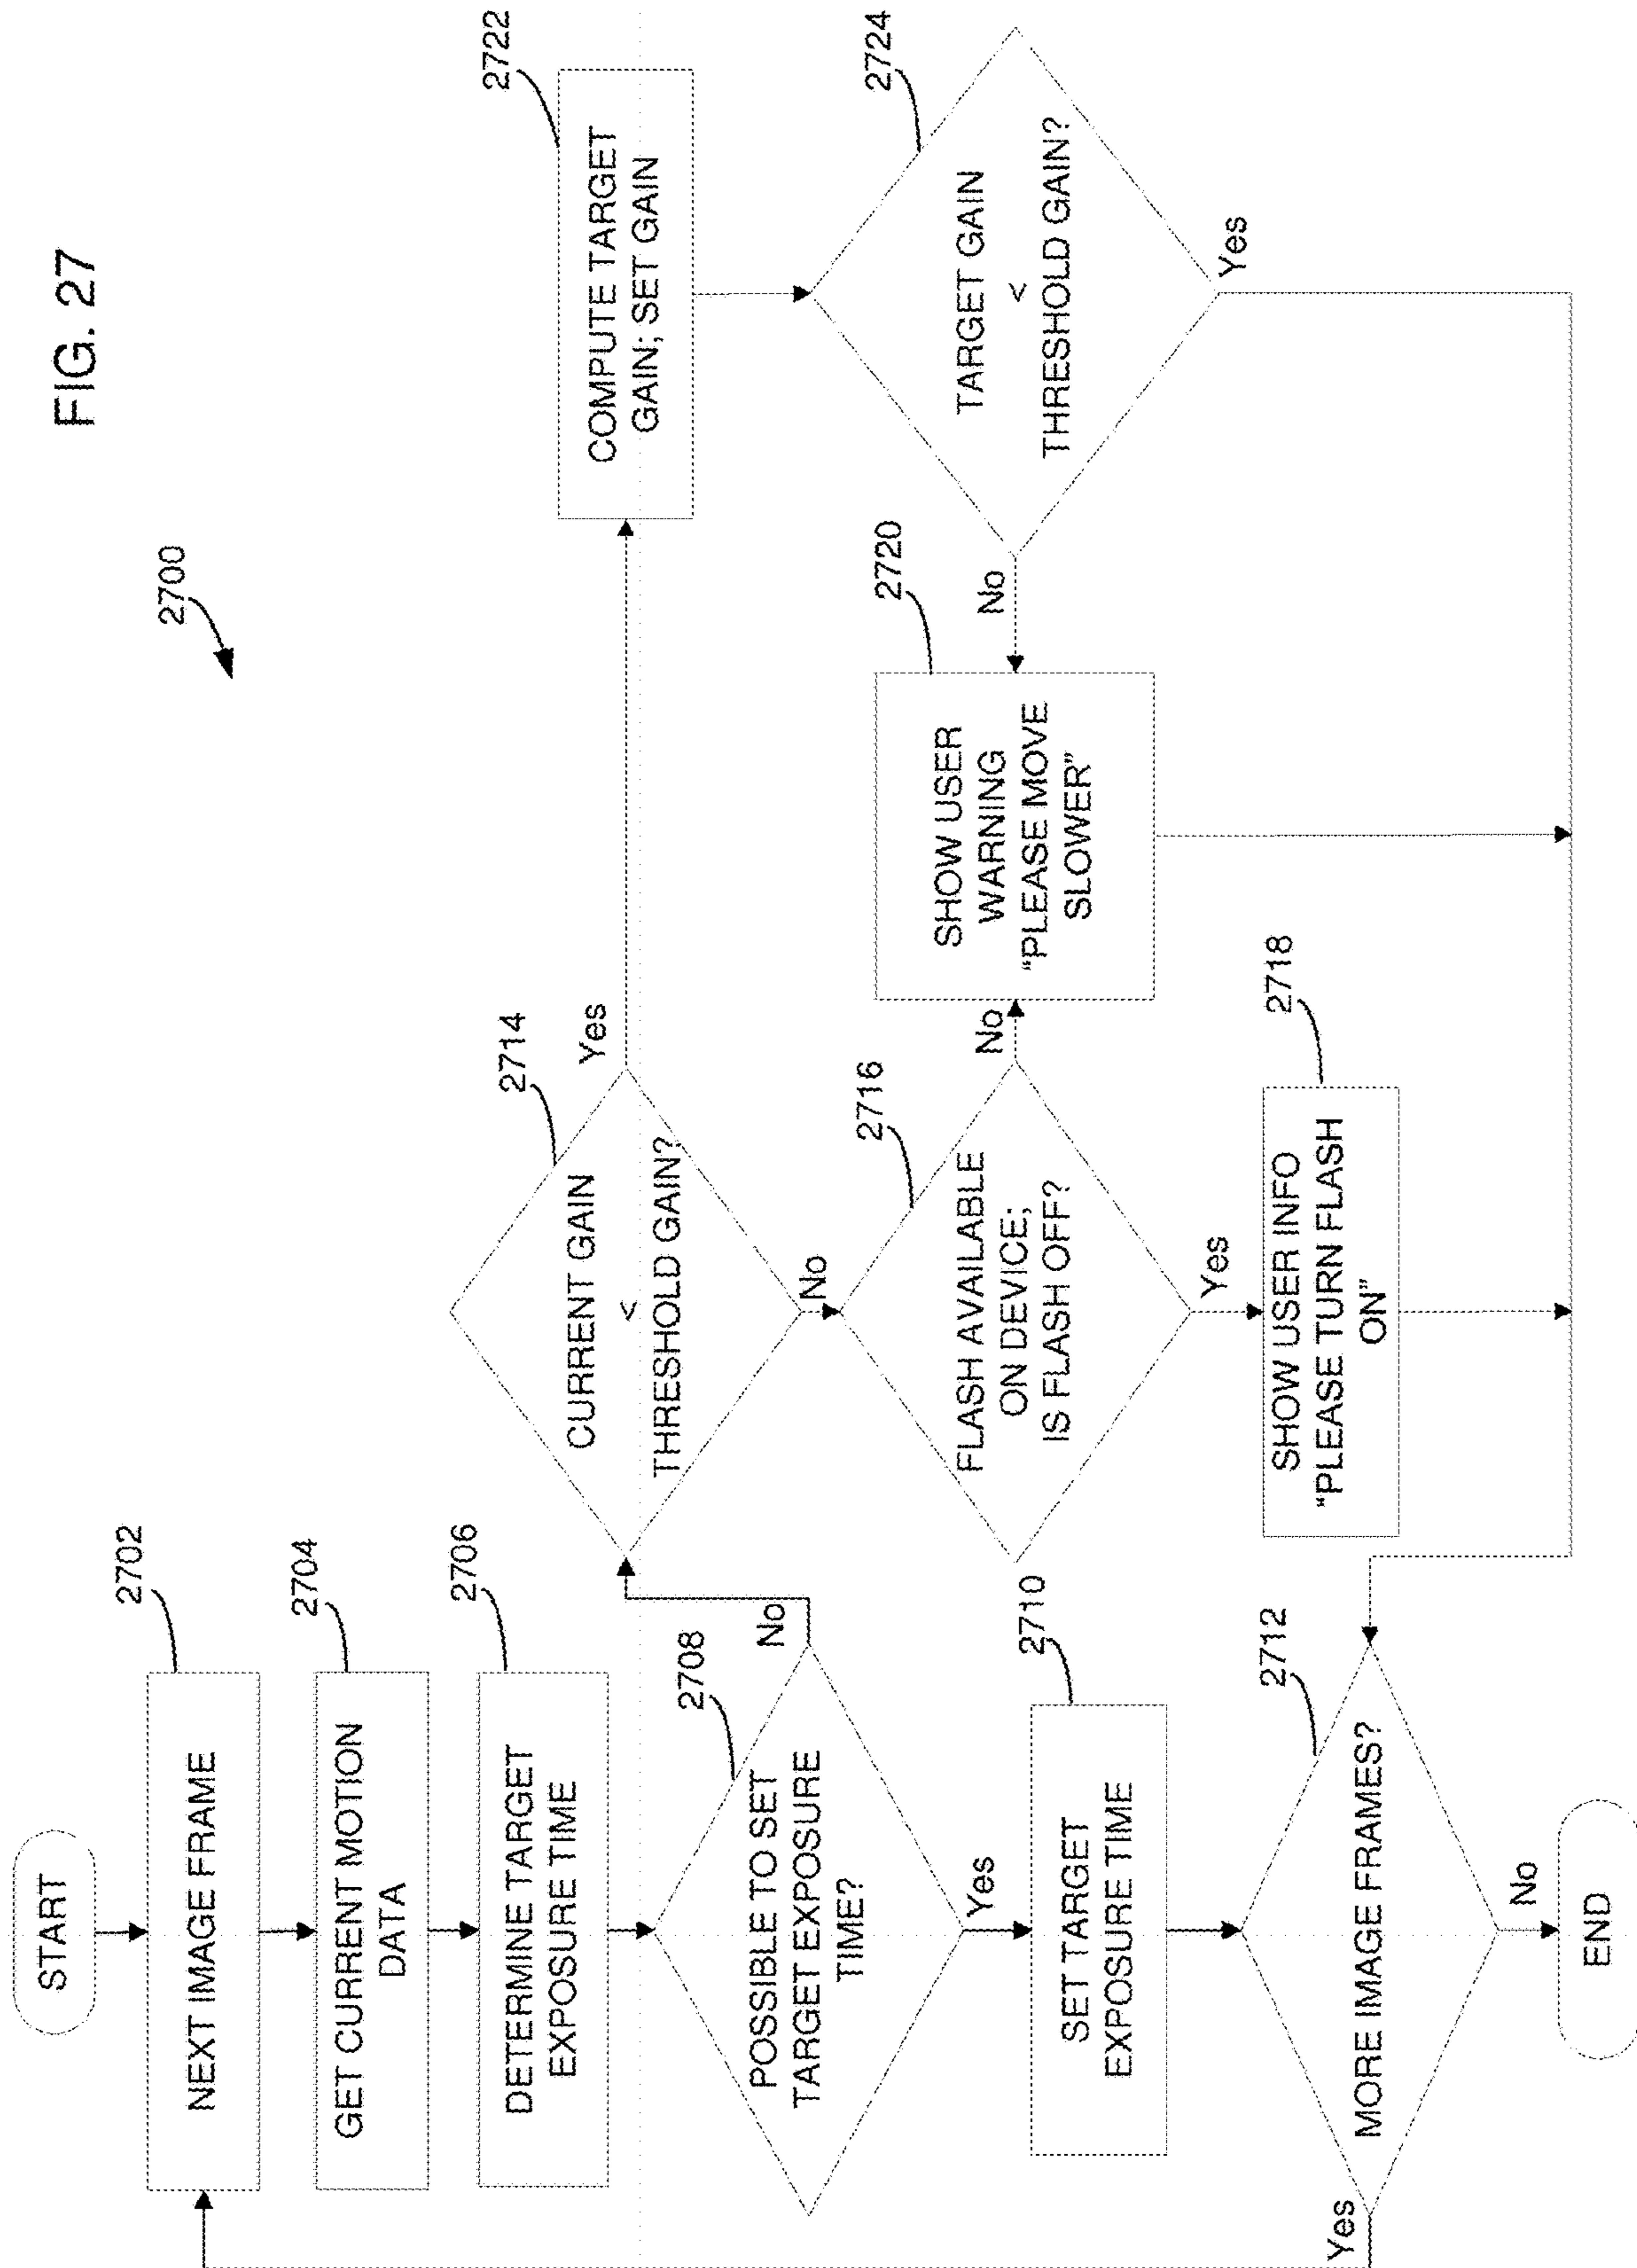 FIG. 27
2700
START
2702
NEXT IMAGE FRAME
2704
GET CURRENT MOTION
DATA
2706
DETERMINE TARGET
EXPOSURE TIME
2708
POSSIBLE TO SET
TARGET EXPOSURE
TIME?
No
Yes
2710
SET TARGET
EXPOSURE TIME
2712
MORE IMAGE FRAMES?
Yes
No
END
2714
CURRENT GAIN
<
THRESHOLD GAIN?
Yes
No
2716
FLASH AVAILABLE
ON DEVICE;
IS FLASH OFF?
No
Yes
2718
SHOW USER INFO
"PLEASE TURN FLASH
ON"
2720
SHOW USER
WARNING
"PLEASE MOVE
SLOWER"
2722
COMPUTE TARGET
GAIN; SET GAIN
2724
TARGET GAIN
<
THRESHOLD GAIN?
No
Yes